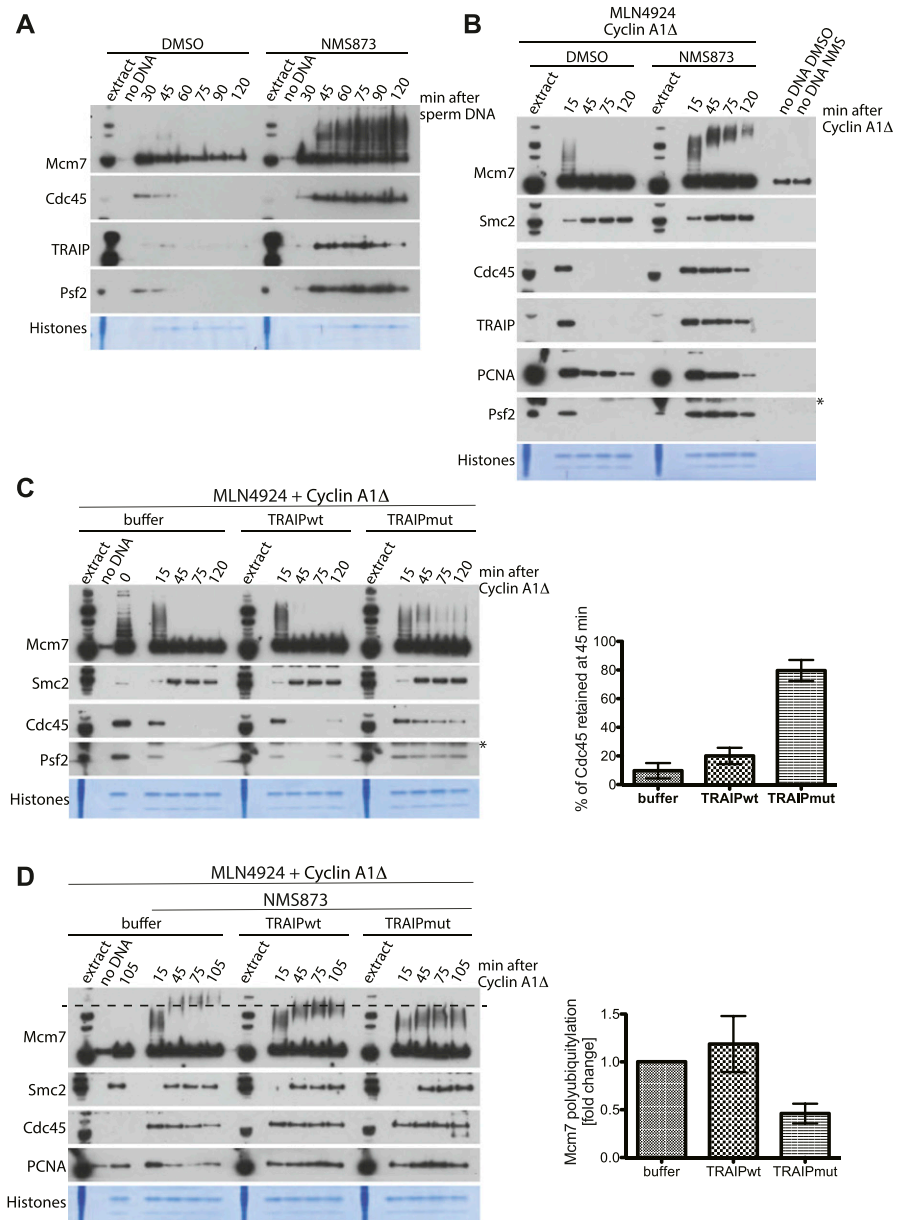 A
DMSO NMS873
extract no DNA 30 45 60 75 90 120 extract no DNA 30 45 60 75 90 120 min after sperm DNA
Mcm7
Cdc45
TRAIP
Psf2
Histones
B
MLN4924
Cyclin A1Δ
DMSO NMS873
extract 15 45 75 120 extract 15 45 75 120 no DNA DMSO no DNA NMS min after Cyclin A1Δ
Mcm7
Smc2
Cdc45
TRAIP
PCNA
*
Psf2
Histones
C
MLN4924 + Cyclin A1Δ
buffer TRAIPwt TRAIPmut
extract no DNA 0 15 45 75 120 extract 15 45 75 120 extract 15 45 75 120 min after Cyclin A1Δ
Mcm7
Smc2
Cdc45
*
Psf2
Histones
% of Cdc45 retained at 45 min
100
80
60
40
20
0
buffer TRAIPwt TRAIPmut
D
MLN4924 + Cyclin A1Δ
NMS873
buffer TRAIPwt TRAIPmut
extract no DNA 105 15 45 75 105 extract 15 45 75 105 extract 15 45 75 105 min after Cyclin A1Δ
Mcm7
Smc2
Cdc45
PCNA
Histones
Mcm7 polyubiquitylation
[fold change]
1.5
1.0
0.5
0.0
buffer TRAIPwt TRAIPmut